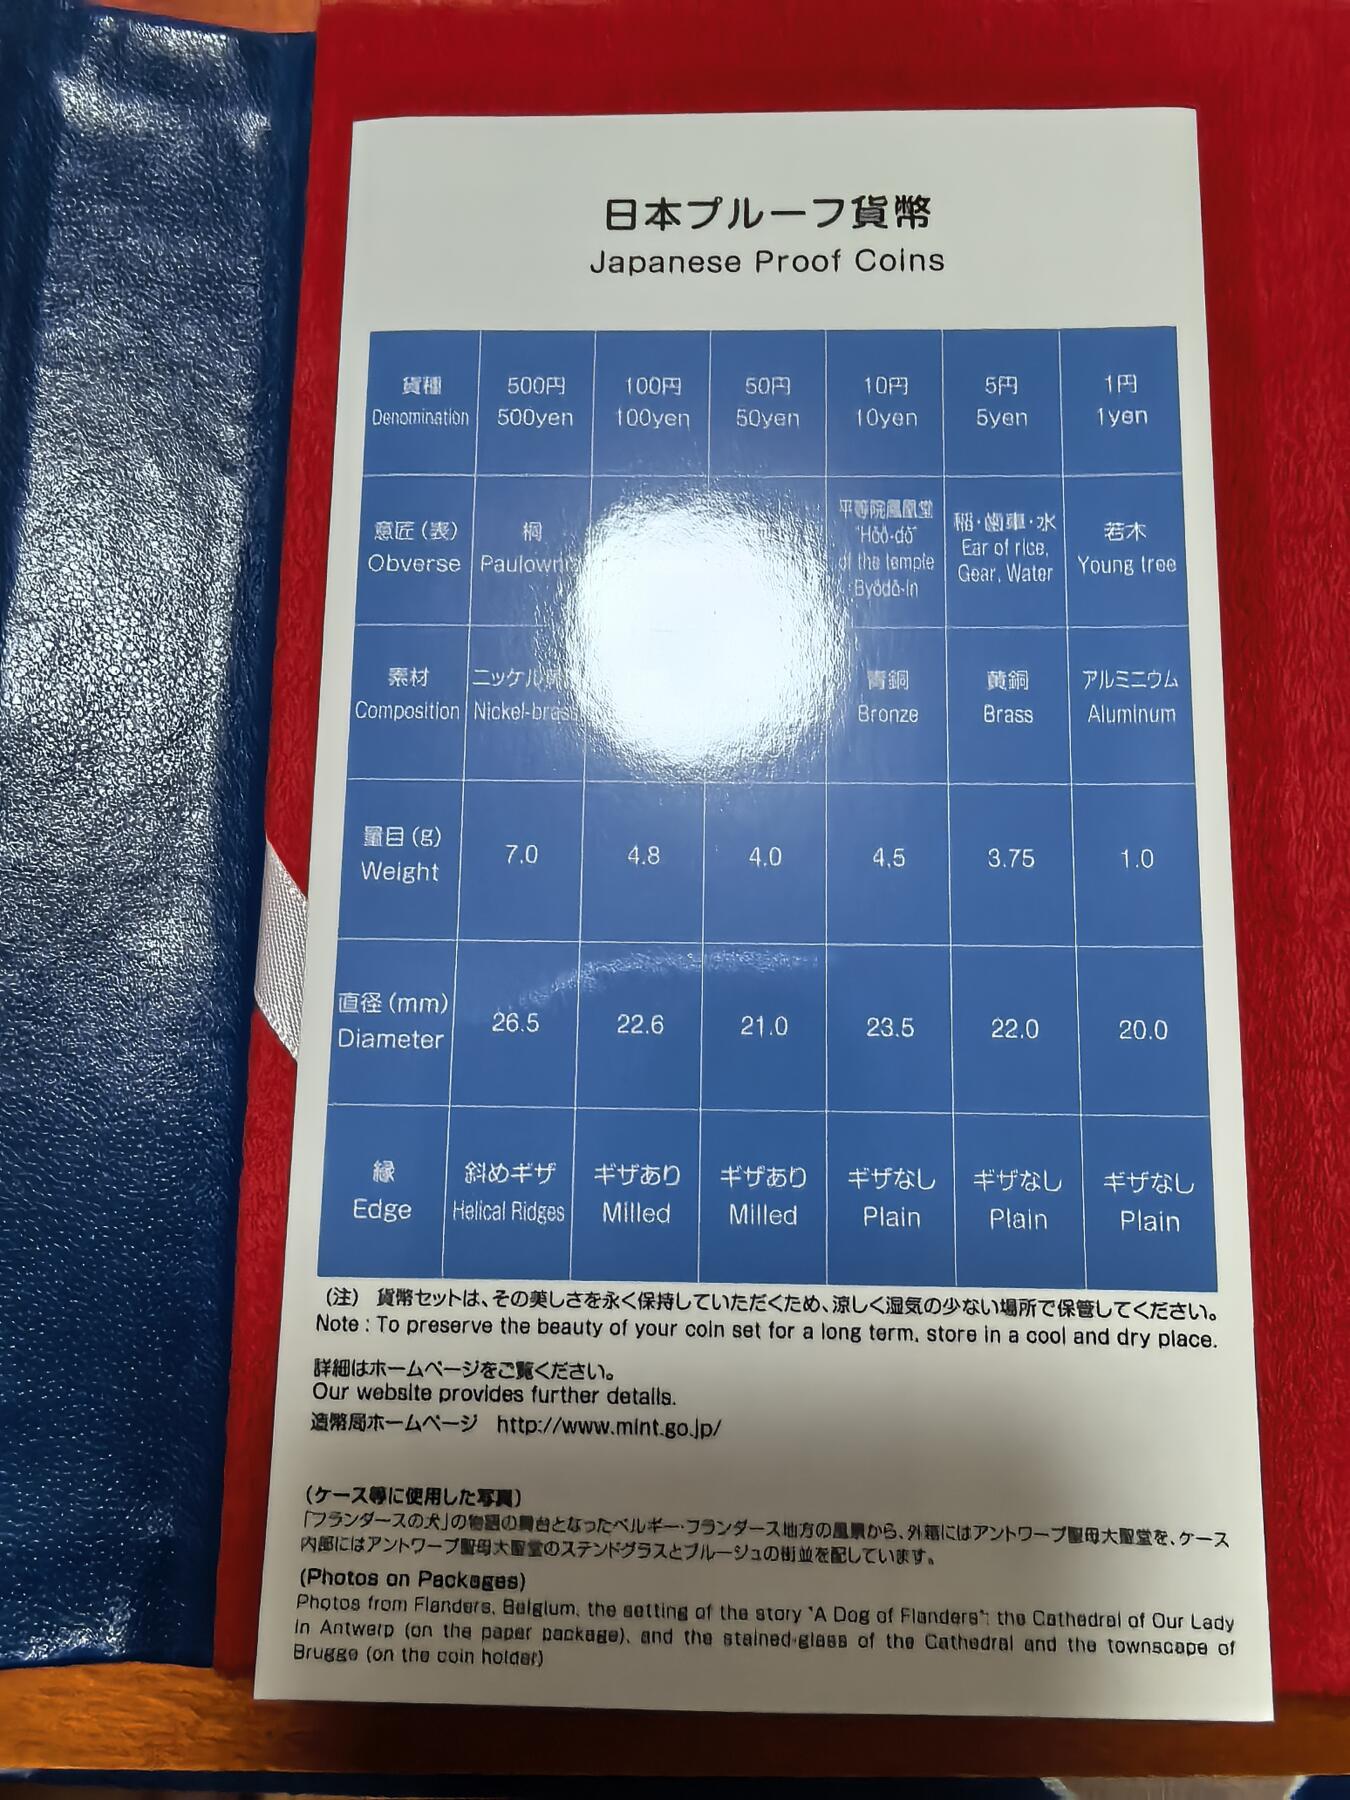 日本プルーフ貨幣
Japanese Proof Coins
貨種 500円 100円 50円 10円 5円 1円
Denomination 500yen 100yen 50yen 10yen 5yen 1yen
意匠（表） 桐 平等院鳳凰堂 稲・歯車・水 若木
Obverse "Hōō-dō" of the temple Byōdō-in Ear of rice, Gear, Water Young tree
素材 ニッケル 青銅 黄銅 アルミニウム
Composition Nickel-brass Bronze Brass Aluminum
量目（g）
Weight 7.0 4.8 4.0 4.5 3.75 1.0
直径（mm）
Diameter 26.5 22.6 21.0 23.5 22.0 20.0
縁 斜めギザ ギザあり ギザあり ギザなし ギザなし ギザなし
Edge Helical Ridges Milled Milled Plain Plain Plain
（注） 貨幣セットは、その美しさを永く保持していただくため、涼しく湿気の少ない場所で保管してください。
Note : To preserve the beauty of your coin set for a long term, store in a cool and dry place.
詳細はホームページをご覧ください。
Our website provides further details.
造幣局ホームページ http://www.mint.go.jp/
（ケース等に使用した写真）
「フランダースの犬」の物語の舞台となったベルギー・フランダース地方の風景から、外箱にはアントワープ聖母大聖堂を、ケース
内部にはアントワープ聖母大聖堂のステンドグラスとブルージュの街並を配しています。
(Photos on Packages)
Photos from Flanders, Belgium, the setting of the story "A Dog of Flanders": the Cathedral of Our Lady
in Antwerp (on the paper package), and the stained-glass of the Cathedral and the townscape of
Brugge (on the coin holder)